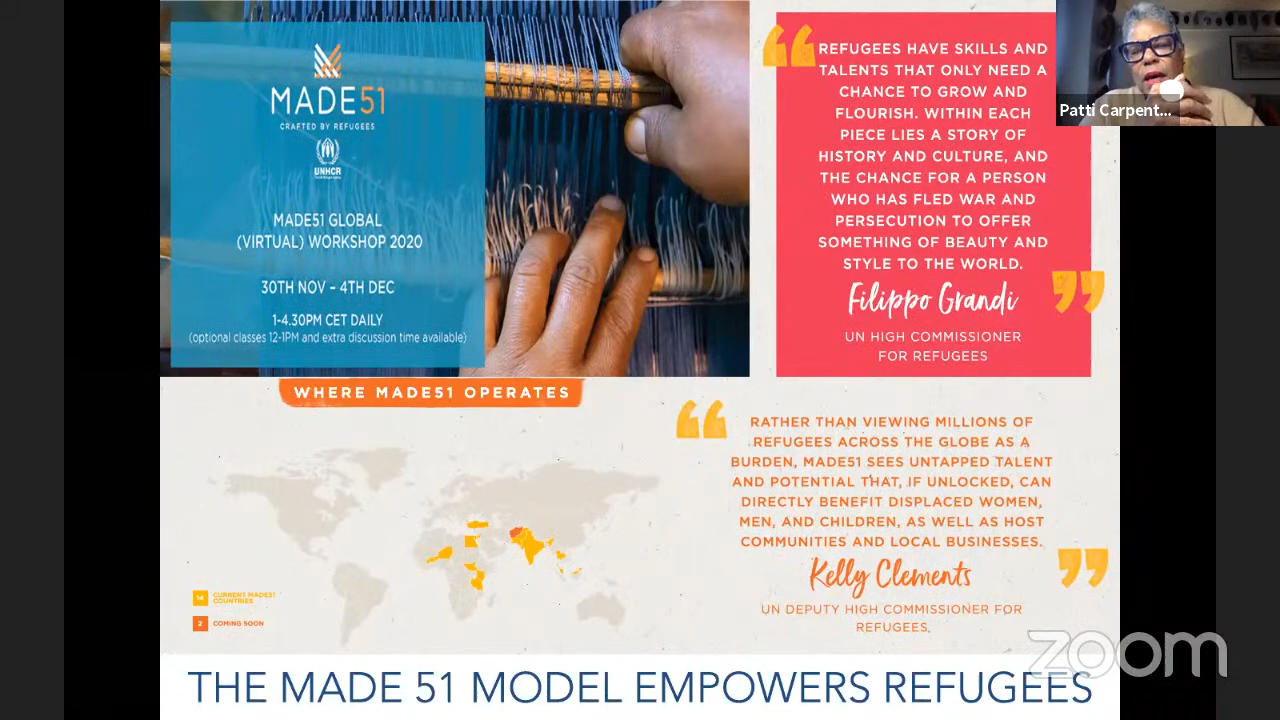 MADE51
CRAFTED BY REFUGEES
UNHCR
MADE51 GLOBAL
(VIRTUAL) WORKSHOP 2020
30TH NOV – 4TH DEC
1-4.30PM CET DAILY
(optional classes 12-1PM and extra discussion time available)
“
REFUGEES HAVE SKILLS AND
TALENTS THAT ONLY NEED A
CHANCE TO GROW AND
FLOURISH. WITHIN EACH
PIECE LIES A STORY OF
HISTORY AND CULTURE, AND
THE CHANCE FOR A PERSON
WHO HAS FLED WAR AND
PERSECUTION TO OFFER
SOMETHING OF BEAUTY AND
STYLE TO THE WORLD.
”
Filippo Grandi
UN HIGH COMMISSIONER
FOR REFUGEES
Patti Carpent...
WHERE MADE51 OPERATES
14 CURRENT MADE51
COUNTRIES
2 COMING SOON
“
RATHER THAN VIEWING MILLIONS OF
REFUGEES ACROSS THE GLOBE AS A
BURDEN, MADE51 SEES UNTAPPED TALENT
AND POTENTIAL THAT, IF UNLOCKED, CAN
DIRECTLY BENEFIT DISPLACED WOMEN,
MEN, AND CHILDREN, AS WELL AS HOST
COMMUNITIES AND LOCAL BUSINESSES.
”
Kelly Clements
UN DEPUTY HIGH COMMISSIONER FOR
REFUGEES,
zoom
THE MADE 51 MODEL EMPOWERS REFUGEES